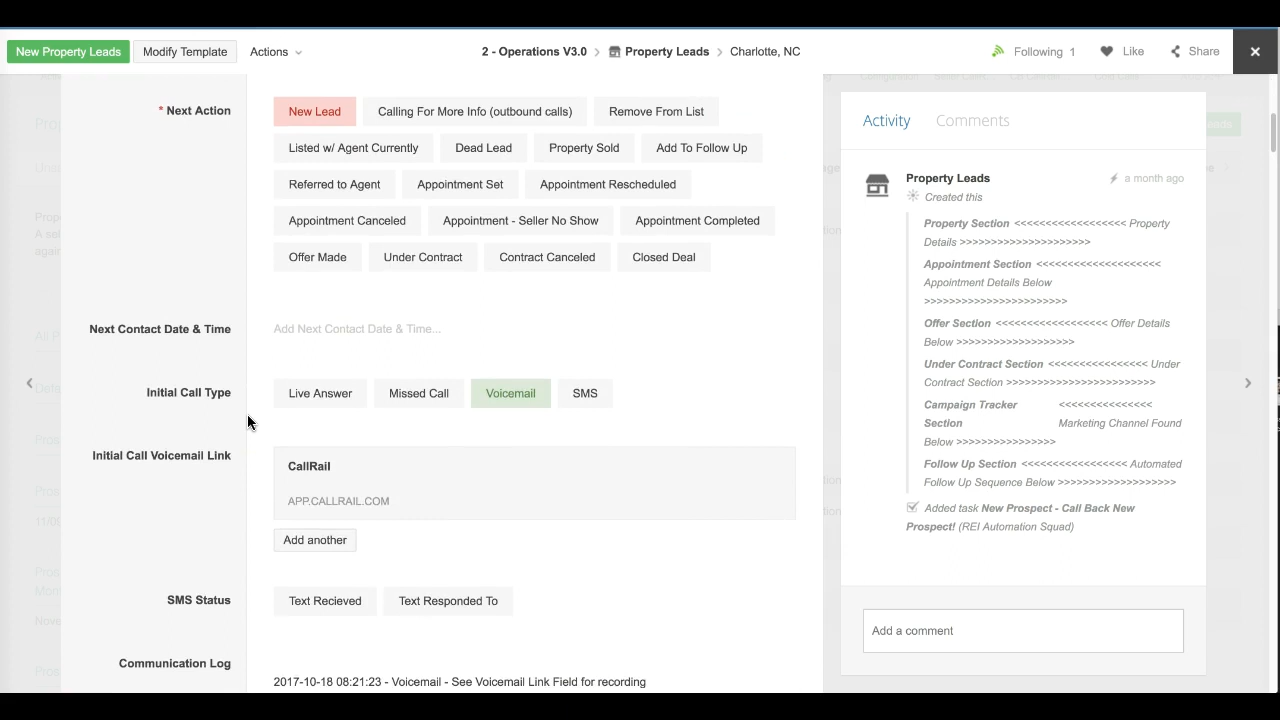 New Property Leads Modify Template Actions 2 - Operations V3.0 > Property Leads > Charlotte, NC Following 1 Like Share ×
* Next Action
New Lead Calling For More Info (outbound calls) Remove From List
Listed w/ Agent Currently Dead Lead Property Sold Add To Follow Up
Referred to Agent Appointment Set Appointment Rescheduled
Appointment Canceled Appointment - Seller No Show Appointment Completed
Offer Made Under Contract Contract Canceled Closed Deal
Next Contact Date & Time Add Next Contact Date & Time...
Initial Call Type Live Answer Missed Call Voicemail SMS
Initial Call Voicemail Link CallRail
APP.CALLRAIL.COM
Add another
SMS Status Text Recieved Text Responded To
Communication Log
2017-10-18 08:21:23 - Voicemail - See Voicemail Link Field for recording
Activity Comments
Property Leads a month ago
Created this
Property Section <<<<<<<<<<<<<<<<<< Property
Details >>>>>>>>>>>>>>>>>>>>>
Appointment Section <<<<<<<<<<<<<<<<<<<<
Appointment Details Below
>>>>>>>>>>>>>>>>>>>>>>>
Offer Section <<<<<<<<<<<<<<<<<< Offer Details
Below >>>>>>>>>>>>>>>>>>>
Under Contract Section <<<<<<<<<<<<<<<< Under
Contract Section >>>>>>>>>>>>>>>>>>>>>>>>
Campaign Tracker <<<<<<<<<<<<<<<
Section Marketing Channel Found
Below >>>>>>>>>>>>>>>>
Follow Up Section <<<<<<<<<<<<<<<<< Automated
Follow Up Sequence Below >>>>>>>>>>>>>>>>>>>
Added task New Prospect - Call Back New
Prospect! (REI Automation Squad)
Add a comment